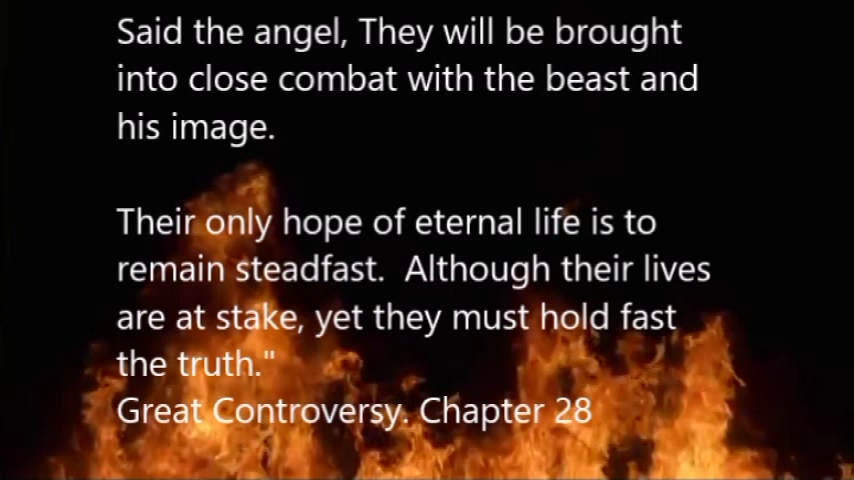 Said the angel, They will be brought
into close combat with the beast and
his image.
Their only hope of eternal life is to
remain steadfast.  Although their lives
are at stake, yet they must hold fast
the truth."
Great Controversy. Chapter 28